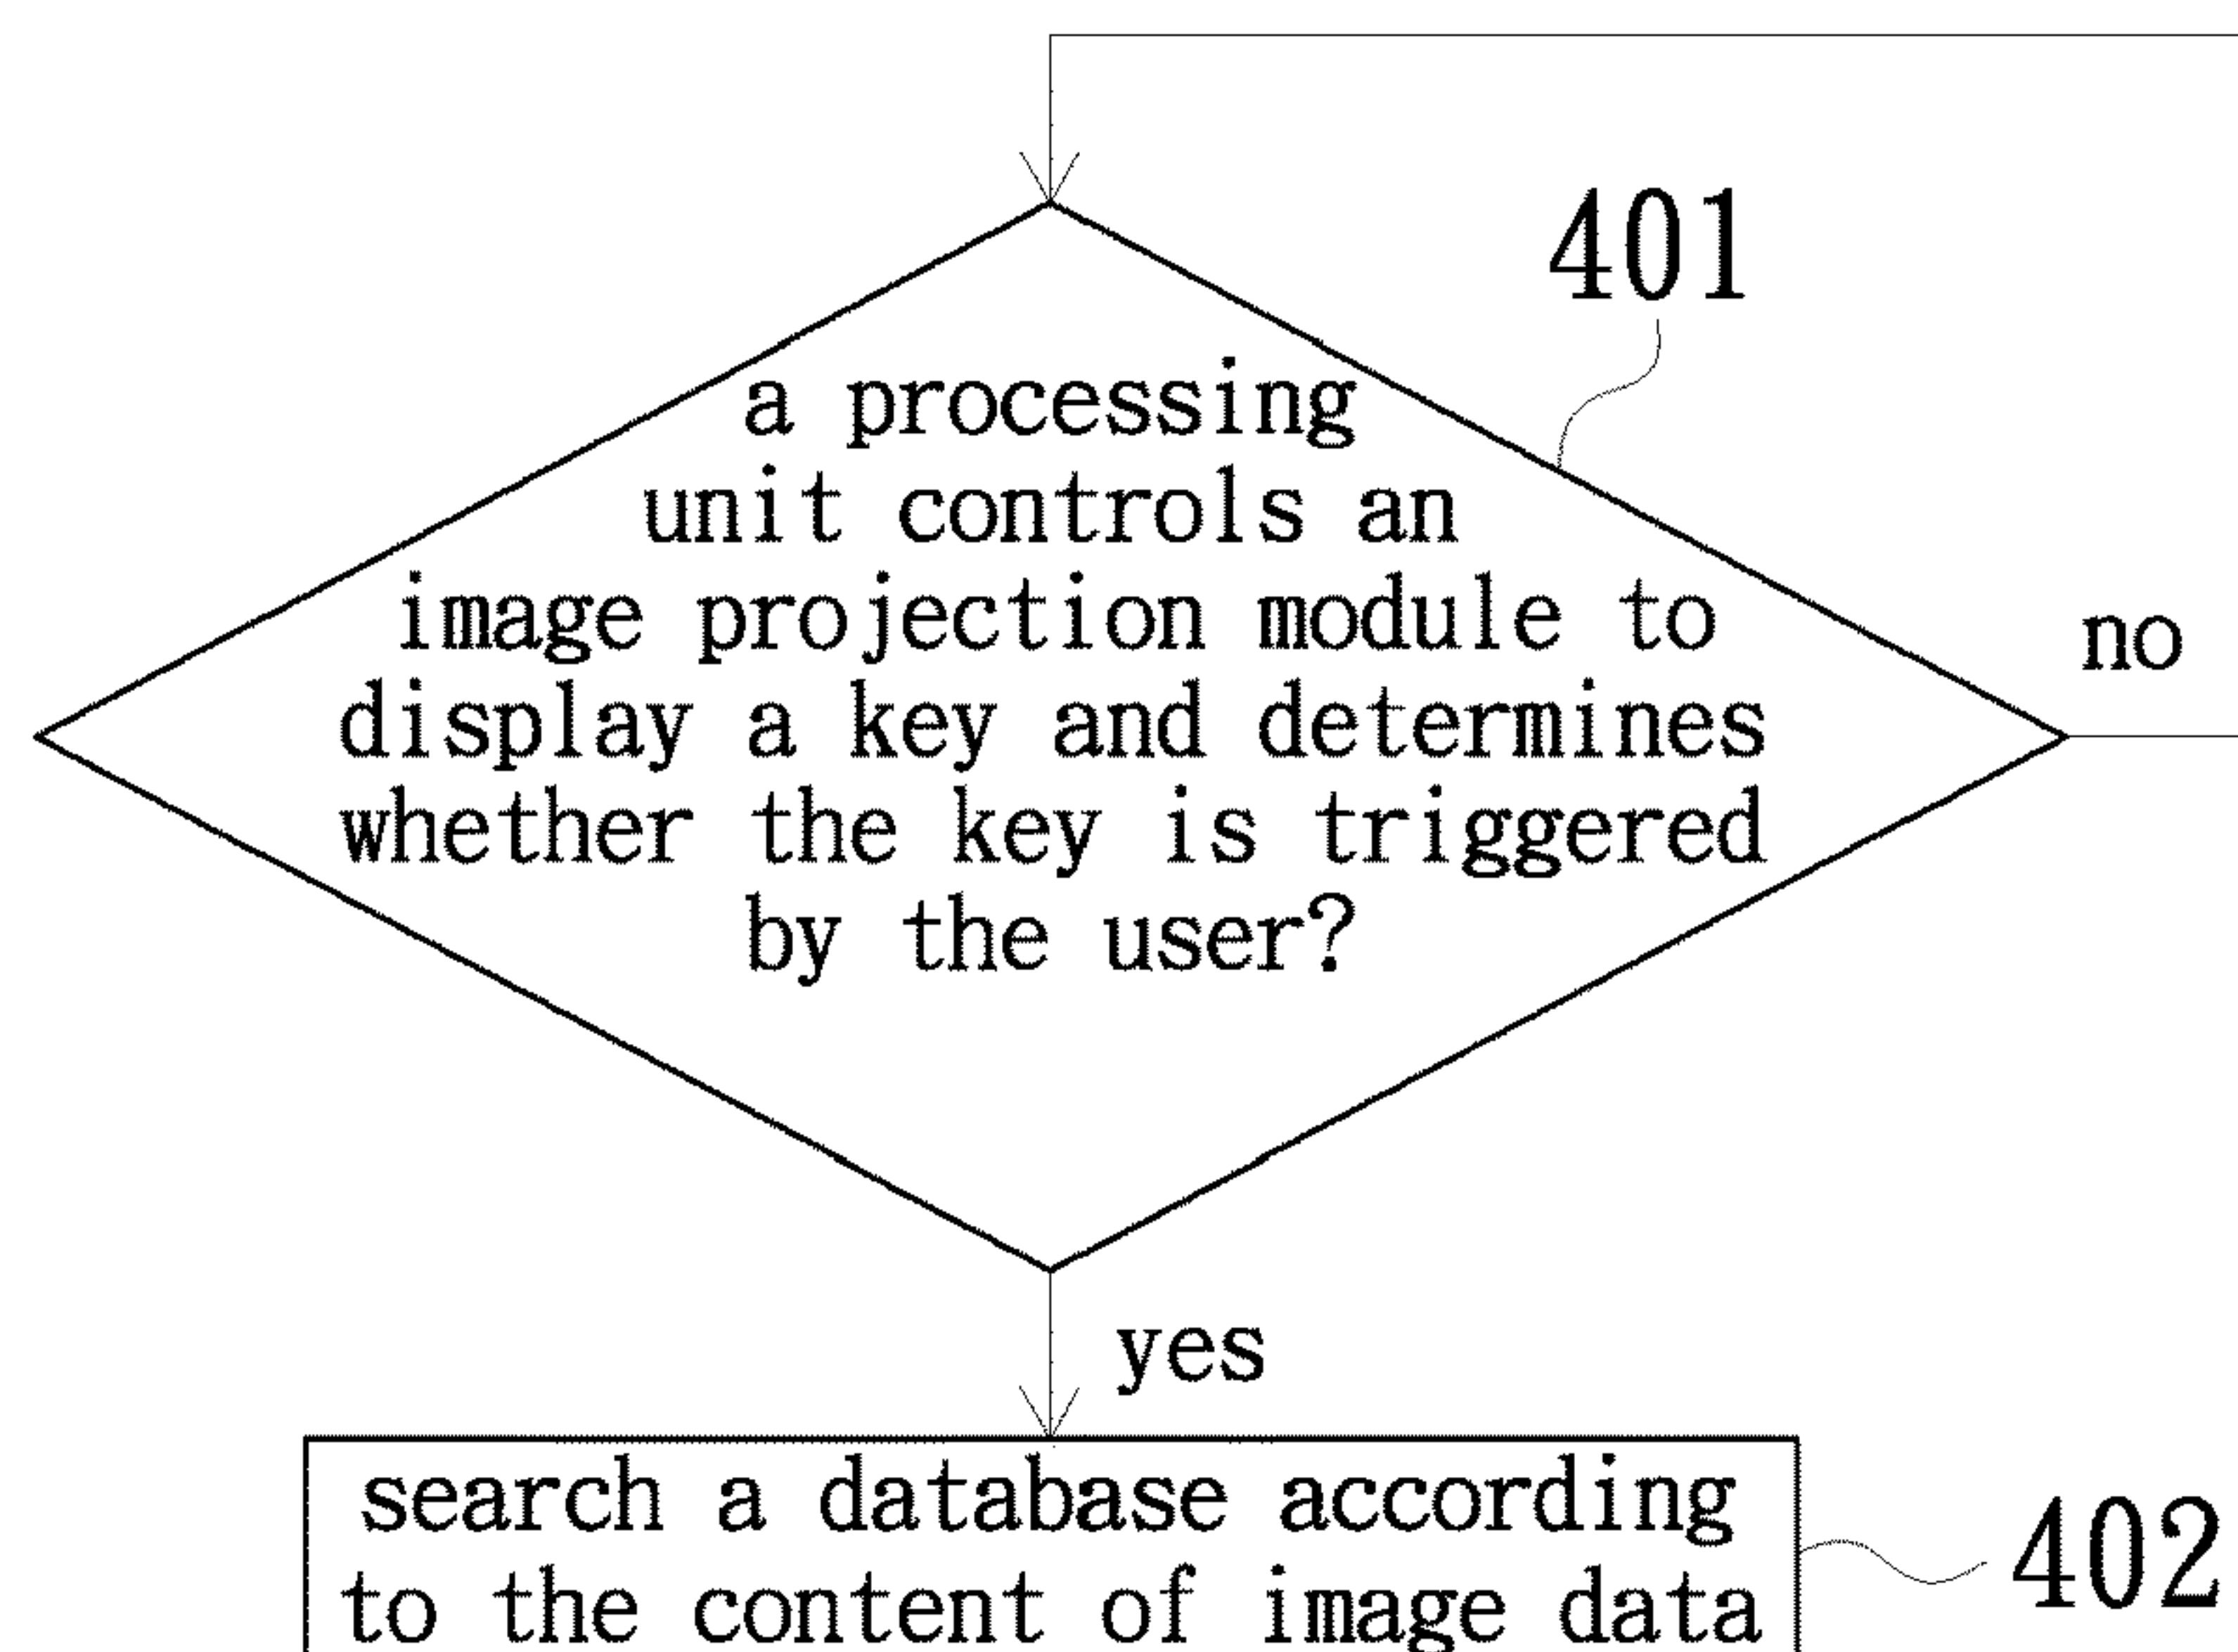 401
a processing
unit controls an
image projection module to
display a key and determines
whether the key is triggered
by the user?
no
yes
search a database according
to the content of image data
402